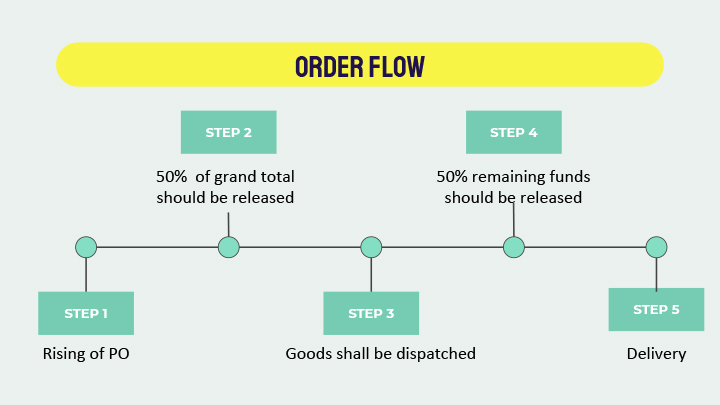 ORDER FLOW
STEP 2
50%  of grand total
should be released
STEP 4
50% remaining funds
should be released
STEP 1
Rising of PO
STEP 3
Goods shall be dispatched
STEP 5
Delivery